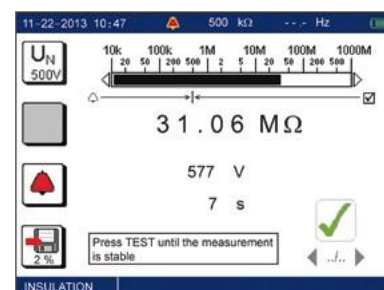 11-22-2013 10:47 500 kΩ --.- Hz
UN
500V
10k 100k 1M 10M 100M 1000M
20 50 200 500 2 5 20 50 200 500
31.06 MΩ
577 V
7 s
2 %
Press TEST until the measurement
is stable
../..
INSULATION